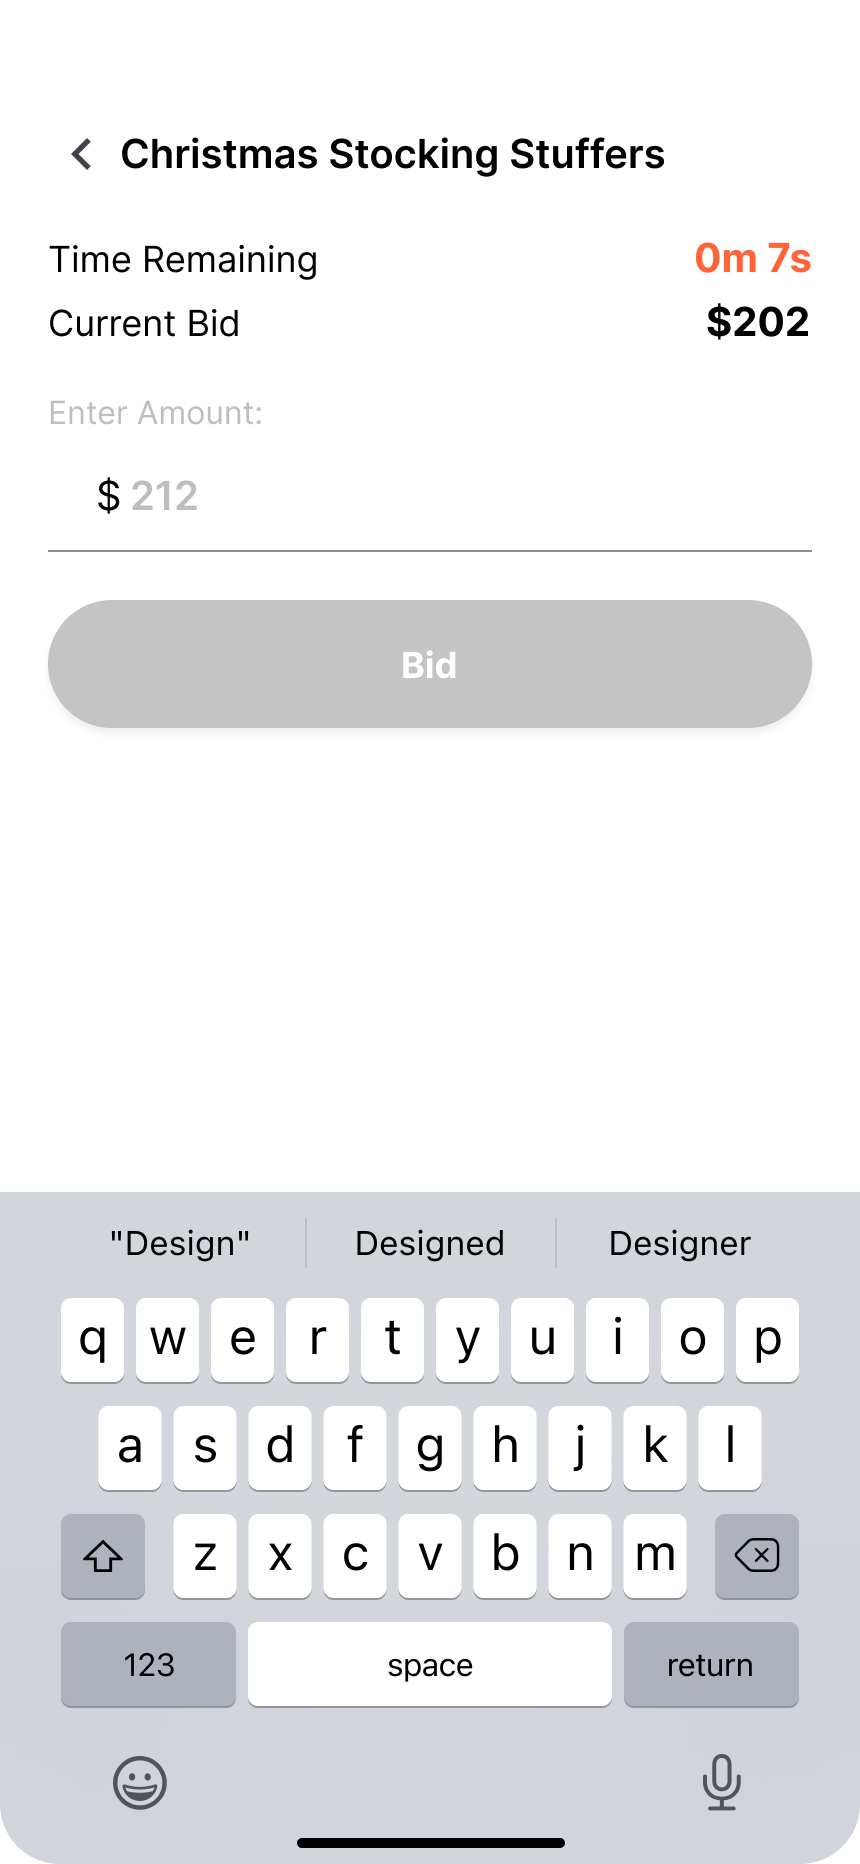 Christmas Stocking Stuffers
Time Remaining 0m 7s
Current Bid $202
Enter Amount:
$ 212
Bid
"Design" Designed Designer
q w e r t y u i o p
a s d f g h j k l
z x c v b n m
123 space return